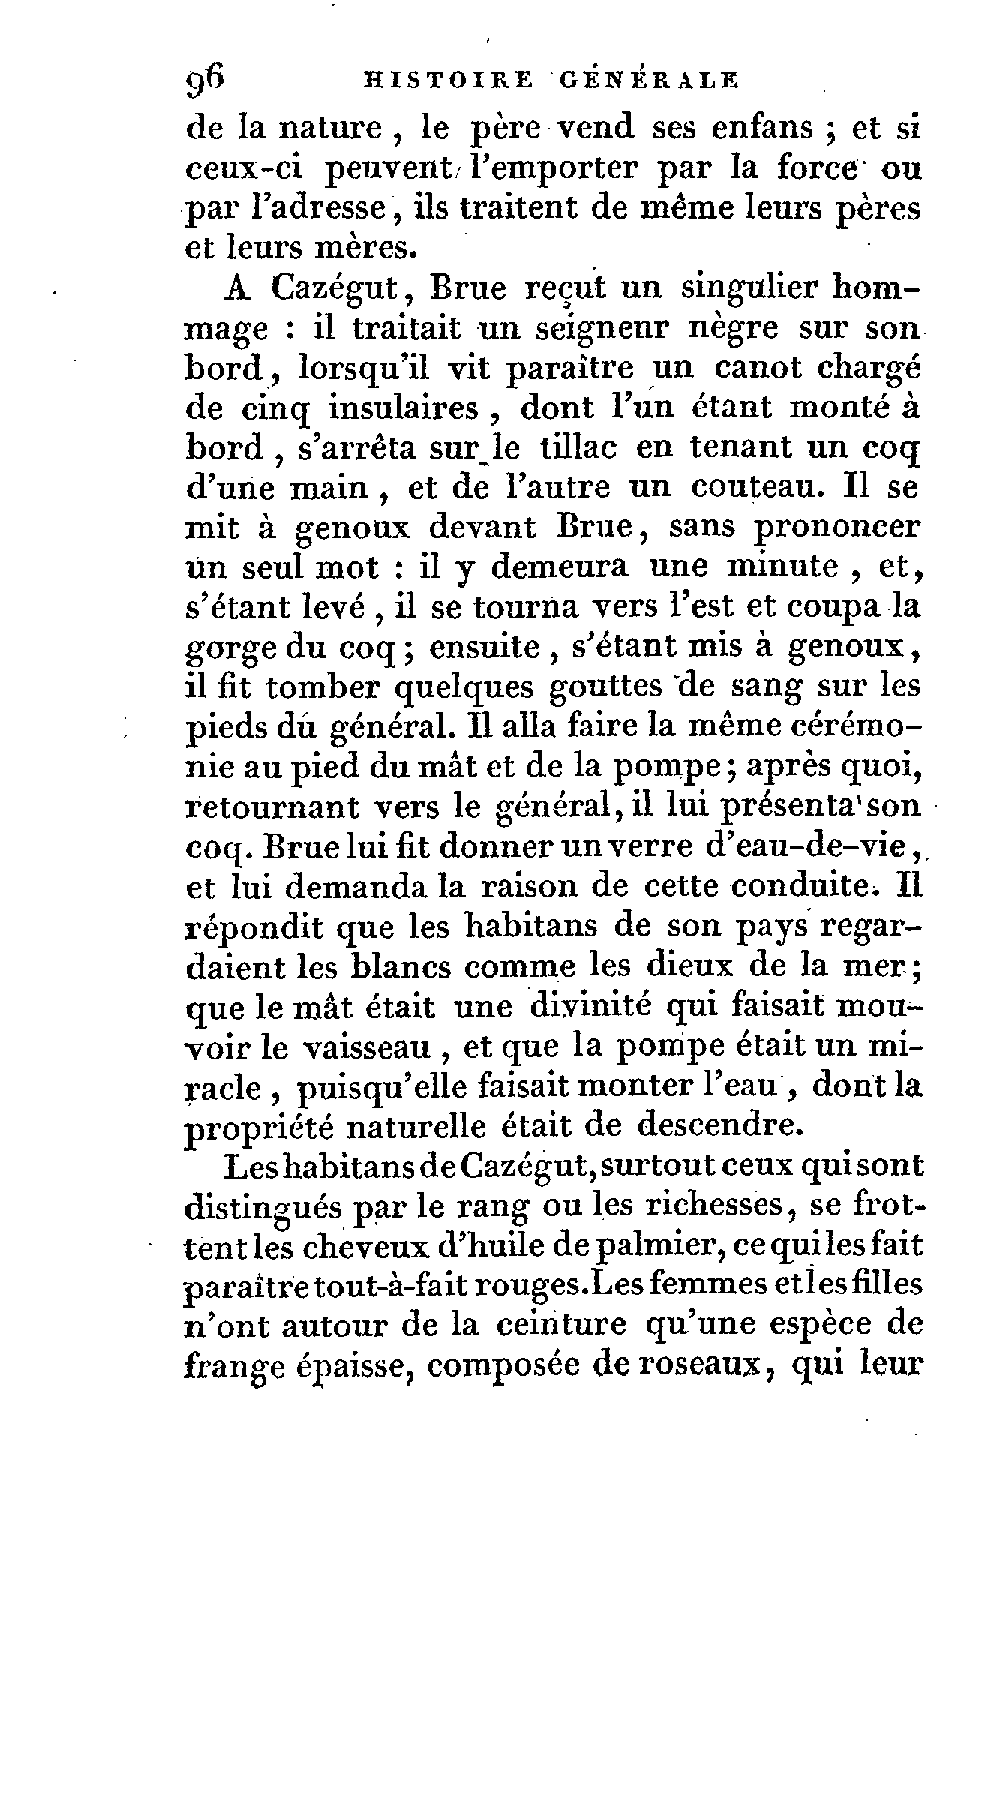 96 HISTOIRE GÉNÉRALE
de la nature , le père vend ses enfans ; et si
ceux-ci peuvent l'emporter par la force ou
par l'adresse, ils traitent de même leurs pères
et leurs mères.
A Cazégut, Brue reçut un singulier hom-
mage : il traitait un seignenr nègre sur son
bord, lorsqu'il vit paraître un canot chargé
de cinq insulaires , dont l'un étant monté à
bord , s'arrêta sur le tillac en tenant un coq
d'une main , et de l'autre un couteau. Il se
mit à genoux devant Brue, sans prononcer
un seul mot : il y demeura une minute , et,
s'étant levé , il se tourna vers l'est et coupa la
gorge du coq ; ensuite , s'étant mis à genoux,
il fit tomber quelques gouttes de sang sur les
pieds du général. Il alla faire la même cérémo-
nie au pied du mât et de la pompe ; après quoi,
retournant vers le général, il lui présenta son
coq. Brue lui fit donner un verre d'eau-de-vie,
et lui demanda la raison de cette conduite. Il
répondit que les habitans de son pays regar-
daient les blancs comme les dieux de la mer ;
que le mât était une divinité qui faisait mou-
voir le vaisseau , et que la pompe était un mi-
racle , puisqu'elle faisait monter l'eau , dont la
propriété naturelle était de descendre.
Les habitans de Cazégut, surtout ceux qui sont
distingués par le rang ou les richesses, se frot-
tent les cheveux d'huile de palmier, ce qui les fait
paraître tout-à-fait rouges. Les femmes et les filles
n'ont autour de la ceinture qu'une espèce de
frange épaisse, composée de roseaux, qui leur